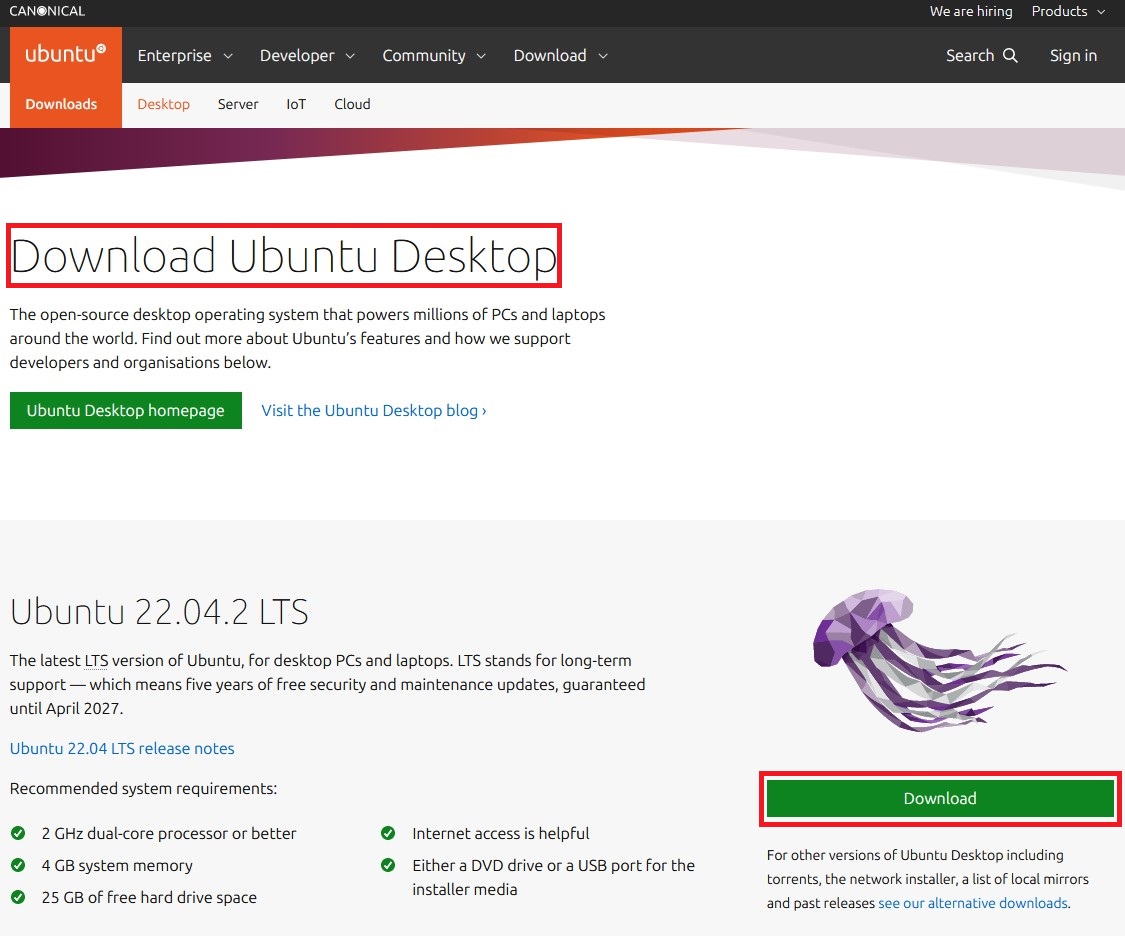 CANONICAL
We are hiring Products
ubuntu
Enterprise Developer Community Download Search Sign in
Downloads Desktop Server IoT Cloud
Download Ubuntu Desktop
The open-source desktop operating system that powers millions of PCs and laptops
around the world. Find out more about Ubuntu’s features and how we support
developers and organisations below.
Ubuntu Desktop homepage Visit the Ubuntu Desktop blog ›
Ubuntu 22.04.2 LTS
The latest LTS version of Ubuntu, for desktop PCs and laptops. LTS stands for long-term
support — which means five years of free security and maintenance updates, guaranteed
until April 2027.
Ubuntu 22.04 LTS release notes
Recommended system requirements:
2 GHz dual-core processor or better
4 GB system memory
25 GB of free hard drive space
Internet access is helpful
Either a DVD drive or a USB port for the
installer media
Download
For other versions of Ubuntu Desktop including
torrents, the network installer, a list of local mirrors
and past releases see our alternative downloads.